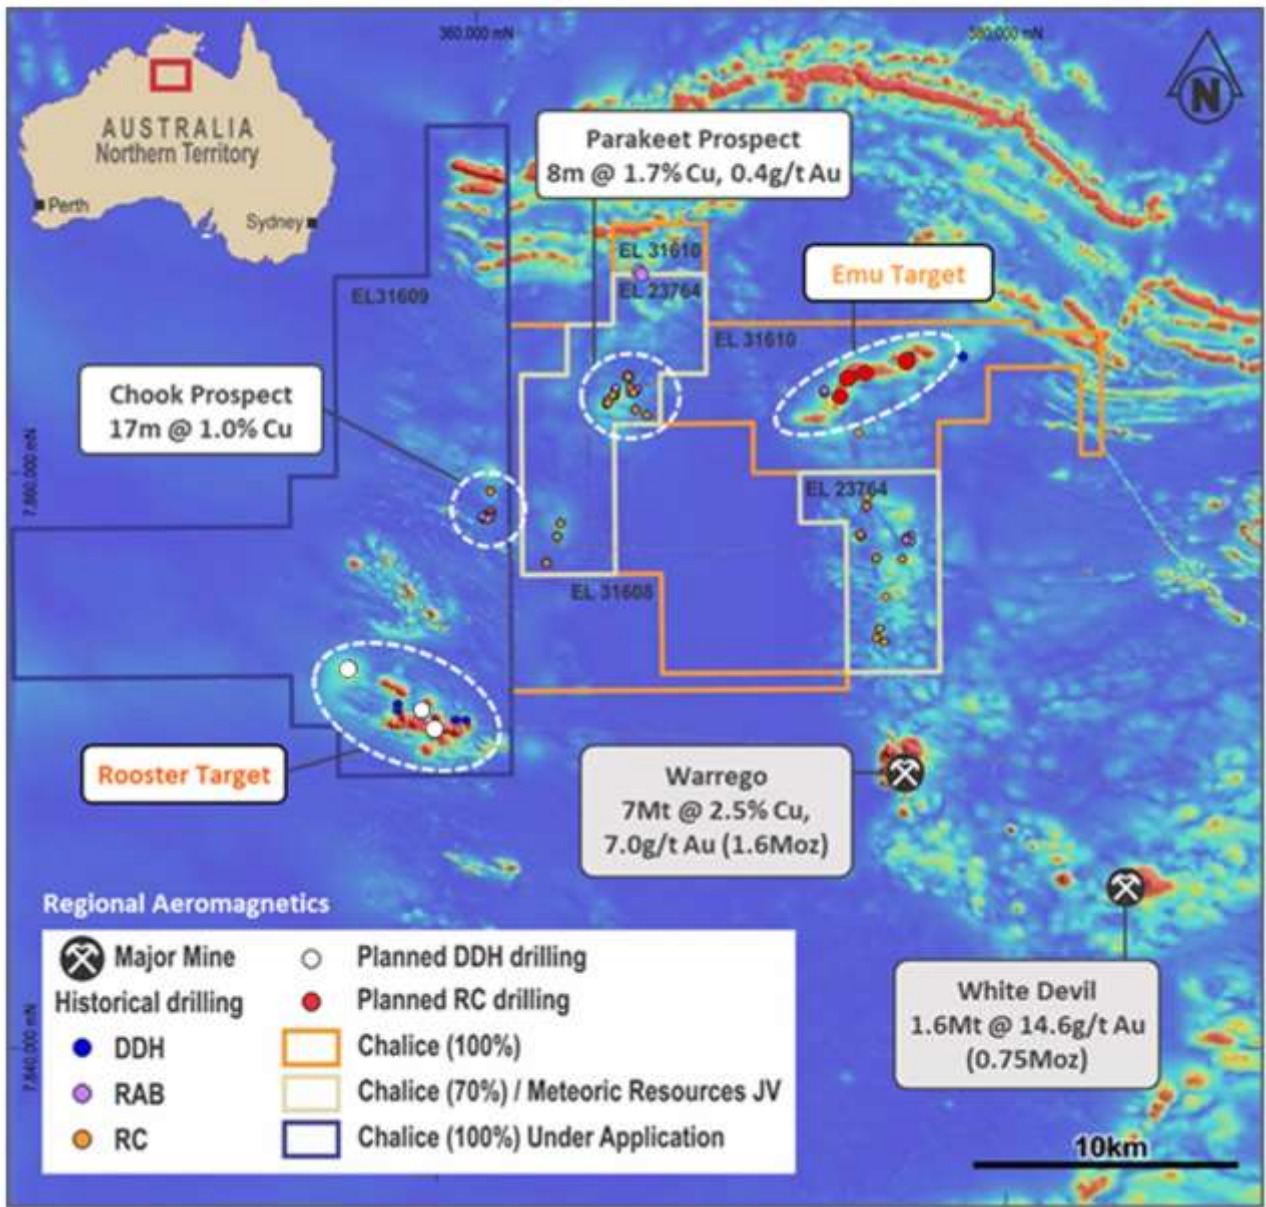 360,000 mN
380,000 mN
N
AUSTRALIA
Northern Territory
Perth
Sydney
Parakeet Prospect
8m @ 1.7% Cu, 0.4g/t Au
EL 31610
EL 23764
EL31609
Emu Target
EL 31610
Chook Prospect
17m @ 1.0% Cu
7,860,000 mN
EL 23764
EL 31608
Rooster Target
Warrego
7Mt @ 2.5% Cu,
7.0g/t Au (1.6Moz)
White Devil
1.6Mt @ 14.6g/t Au
(0.75Moz)
7,840,000 mN
Regional Aeromagnetics
Major Mine
Historical drilling
DDH
RAB
RC
Planned DDH drilling
Planned RC drilling
Chalice (100%)
Chalice (70%) / Meteoric Resources JV
Chalice (100%) Under Application
10km